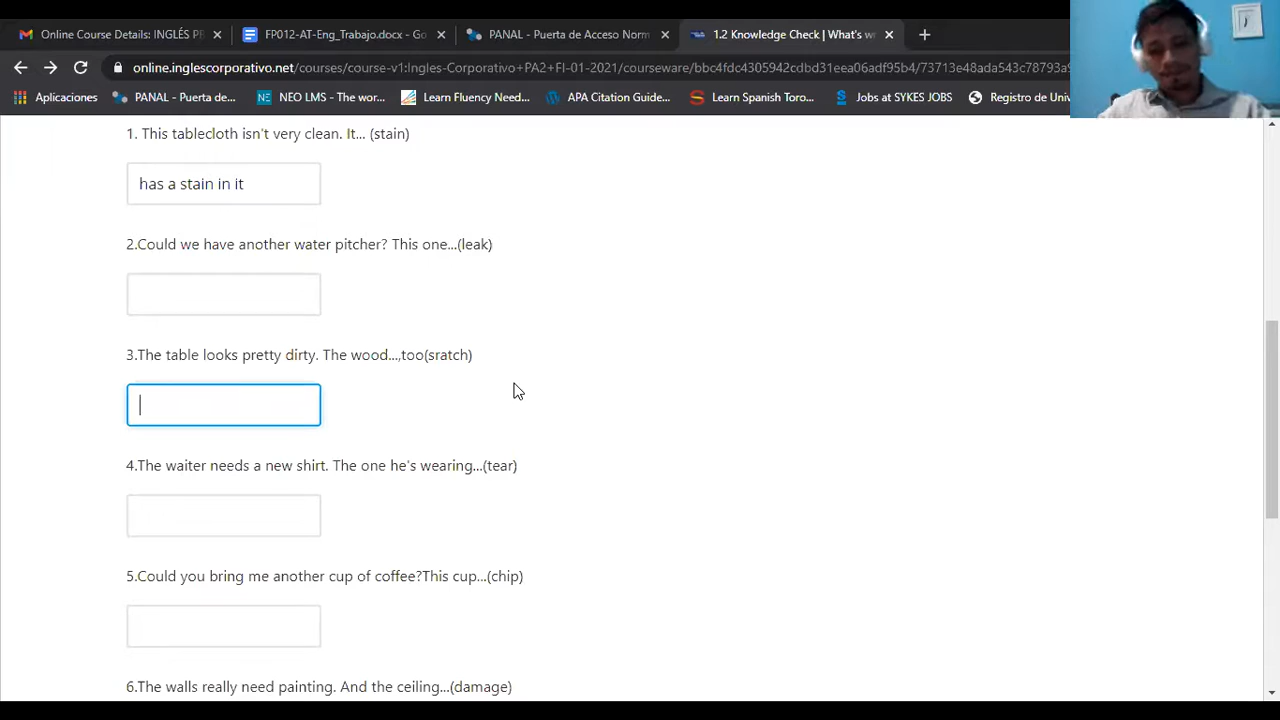 Online Course Details: INGLÉS PE
FP012-AT-Eng_Trabajo.docx - Go
PANAL - Puerta de Acceso Norm
1.2 Knowledge Check | What's wr
online.inglescorporativo.net/courses/course-v1:Ingles-Corporativo+PA2+FI-01-2021/courseware/bbc4fdc4305942cdbd31eea06adf95b4/73713e48ada543c78793a9
Aplicaciones
PANAL - Puerta de...
NEO LMS - The wo...
Learn Fluency Need...
APA Citation Guide...
Learn Spanish Toro...
Jobs at SYKES JOBS
Registro de Uni
1. This tablecloth isn't very clean. It... (stain)
has a stain in it
2.Could we have another water pitcher? This one...(leak)
3.The table looks pretty dirty. The wood...,too(sratch)
4.The waiter needs a new shirt. The one he's wearing...(tear)
5.Could you bring me another cup of coffee?This cup...(chip)
6.The walls really need painting. And the ceiling...(damage)